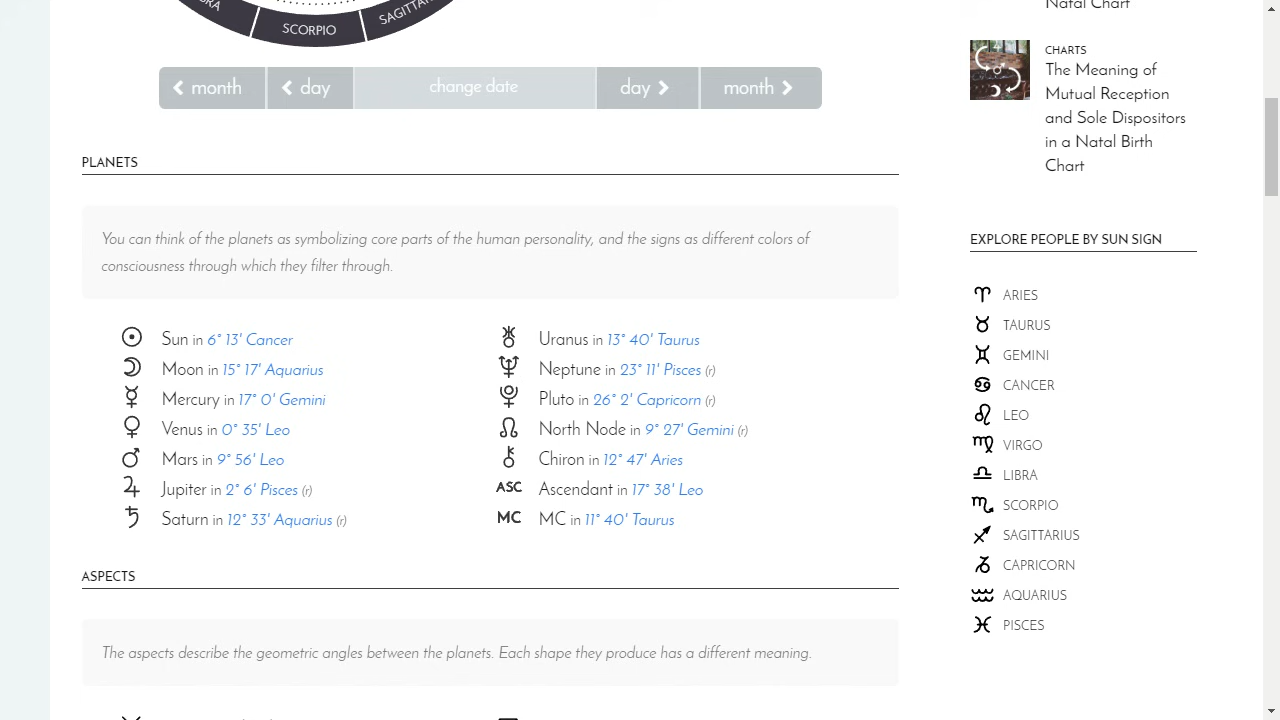 SCORPIO
SAGITTA
month
day
change date
day
month
PLANETS
You can think of the planets as symbolizing core parts of the human personality, and the signs as different colors of
consciousness through which they filter through.
Sun in 6° 13' Cancer
Moon in 15° 17' Aquarius
Mercury in 17° 0' Gemini
Venus in 0° 35' Leo
Mars in 9° 56' Leo
Jupiter in 2° 6' Pisces (r)
Saturn in 12° 33' Aquarius (r)
Uranus in 13° 40' Taurus
Neptune in 23° 11' Pisces (r)
Pluto in 26° 2' Capricorn (r)
North Node in 9° 27' Gemini (r)
Chiron in 12° 47' Aries
ASC Ascendant in 17° 38' Leo
MC MC in 11° 40' Taurus
ASPECTS
The aspects describe the geometric angles between the planets. Each shape they produce has a different meaning.
Natal Chart
CHARTS
The Meaning of
Mutual Reception
and Sole Dispositors
in a Natal Birth
Chart
EXPLORE PEOPLE BY SUN SIGN
ARIES
TAURUS
GEMINI
CANCER
LEO
VIRGO
LIBRA
SCORPIO
SAGITTARIUS
CAPRICORN
AQUARIUS
PISCES